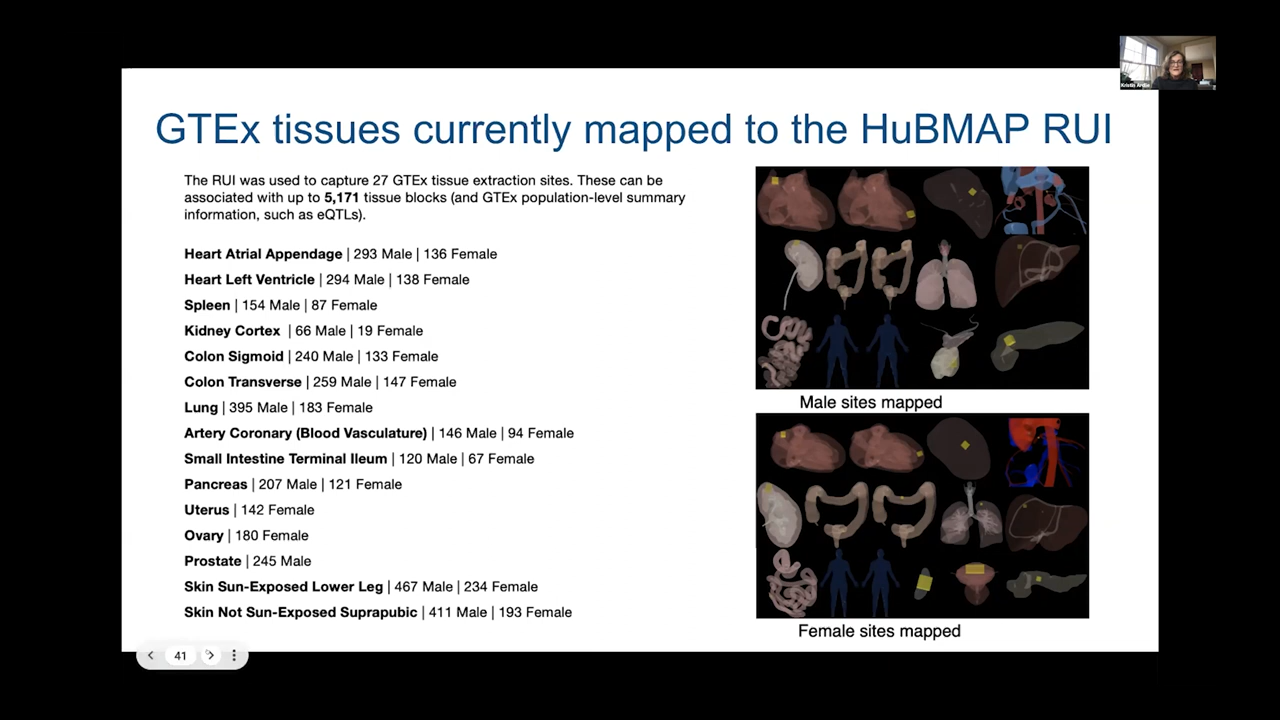 GTEx tissues currently mapped to the HuBMAP RUI
The RUI was used to capture 27 GTEx tissue extraction sites. These can be
associated with up to 5,171 tissue blocks (and GTEx population-level summary
information, such as eQTLs).
Heart Atrial Appendage | 293 Male | 136 Female
Heart Left Ventricle | 294 Male | 138 Female
Spleen | 154 Male | 87 Female
Kidney Cortex | 66 Male | 19 Female
Colon Sigmoid | 240 Male | 133 Female
Colon Transverse | 259 Male | 147 Female
Lung | 395 Male | 183 Female
Artery Coronary (Blood Vasculature) | 146 Male | 94 Female
Small Intestine Terminal Ileum | 120 Male | 67 Female
Pancreas | 207 Male | 121 Female
Uterus | 142 Female
Ovary | 180 Female
Prostate | 245 Male
Skin Sun-Exposed Lower Leg | 467 Male | 234 Female
Skin Not Sun-Exposed Suprapubic | 411 Male | 193 Female
Male sites mapped
Female sites mapped
41
Kristin Ardlie